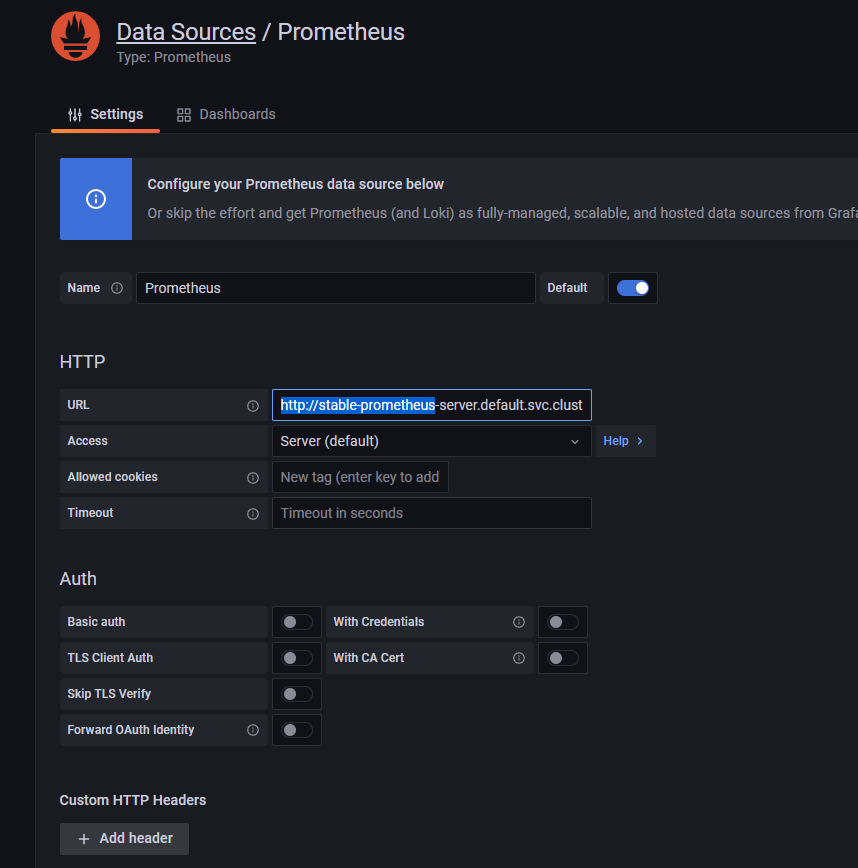 Data Sources / Prometheus
Type: Prometheus
Settings Dashboards
Configure your Prometheus data source below
Or skip the effort and get Prometheus (and Loki) as fully-managed, scalable, and hosted data sources from Grafa
Name Prometheus Default
HTTP
URL http://stable-prometheus-server.default.svc.clust
Access Server (default) Help >
Allowed cookies New tag (enter key to add
Timeout Timeout in seconds
Auth
Basic auth With Credentials
TLS Client Auth With CA Cert
Skip TLS Verify
Forward OAuth Identity
Custom HTTP Headers
+ Add header